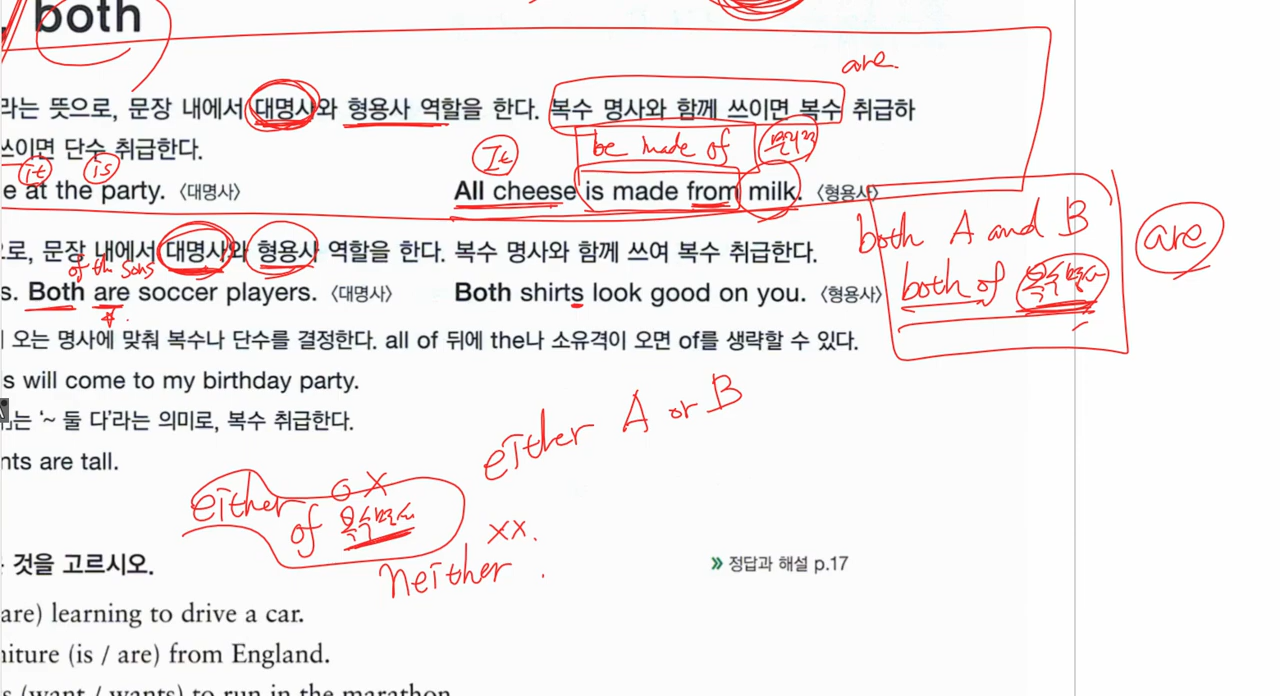 both
are
라는 뜻으로, 문장 내에서 대명사와 형용사 역할을 한다. 복수 명사와 함께 쓰이면 복수 취급하
쓰이면 단수 취급한다.
be made of 물리적
it is It
e at the party. 〈대명사〉 All cheese is made from milk. 〈형용사〉
both A and B are
로, 문장 내에서 대명사와 형용사 역할을 한다. 복수 명사와 함께 쓰여 복수 취급한다.
of the sons
both of 복수명사
s. Both are soccer players. 〈대명사〉 Both shirts look good on you. 〈형용사〉
오는 명사에 맞춰 복수나 단수를 결정한다. all of 뒤에 the나 소유격이 오면 of를 생략할 수 있다.
s will come to my birthday party.
either A or B
는 ‘~ 둘 다’라는 의미로, 복수 취급한다.
nts are tall.
O X
either of 복수명사
XX.
neither
것을 고르시오. » 정답과 해설 p.17
are) learning to drive a car.
niture (is / are) from England.
s (want / wants) to run in the marathon